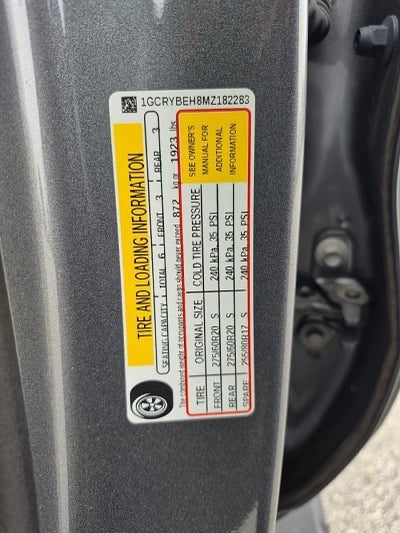 1GCRYBEH8MZ182283
TIRE AND LOADING INFORMATION
SEATING CAPACITY TOTAL 6 FRONT 3 REAR 3
The combined weight of occupants and cargo should never exceed 872 kg or 1923 lbs
TIRE ORIGINAL SIZE COLD TIRE PRESSURE
FRONT 275/60R20 S 240 kPa, 35 PSI
REAR 275/60R20 S 240 kPa, 35 PSI
SPARE 255/80R17 S 240 kPa, 35 PSI
SEE OWNER'S
MANUAL FOR
ADDITIONAL
INFORMATION